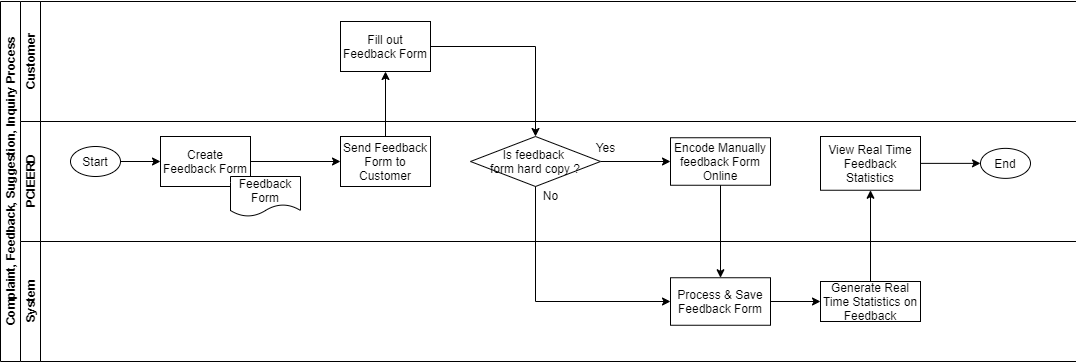 Complaint, Feedback, Suggestion, Inquiry Process
Customer
Fill out
Feedback Form
PCIEERD
Start
Create
Feedback Form
Feedback
Form
Send Feedback
Form to
Customer
Is feedback
form hard copy ?
Yes
No
Encode Manually
feedback Form
Online
View Real Time
Feedback
Statistics
End
System
Process & Save
Feedback Form
Generate Real
Time Statistics on
Feedback